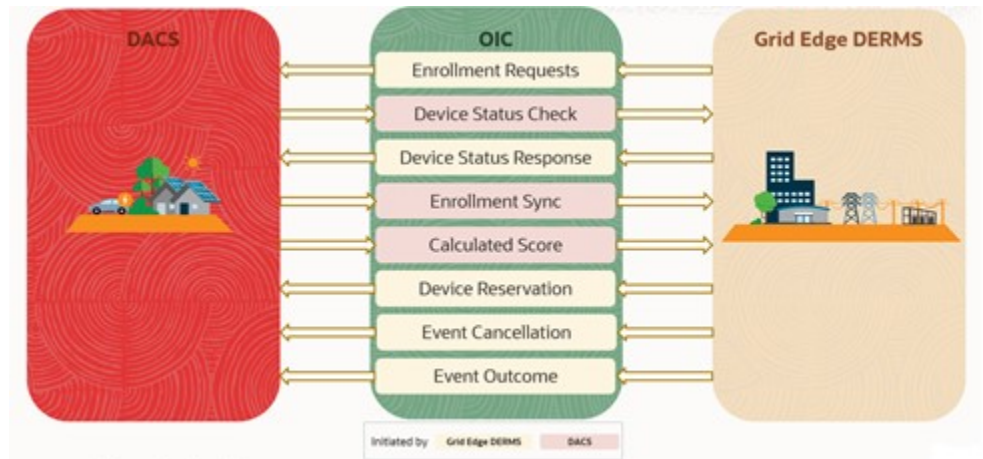 DACS
OIC
Grid Edge DERMS
Enrollment Requests
Device Status Check
Device Status Response
Enrollment Sync
Calculated Score
Device Reservation
Event Cancellation
Event Outcome
Initiated by Grid Edge DERMS DACS